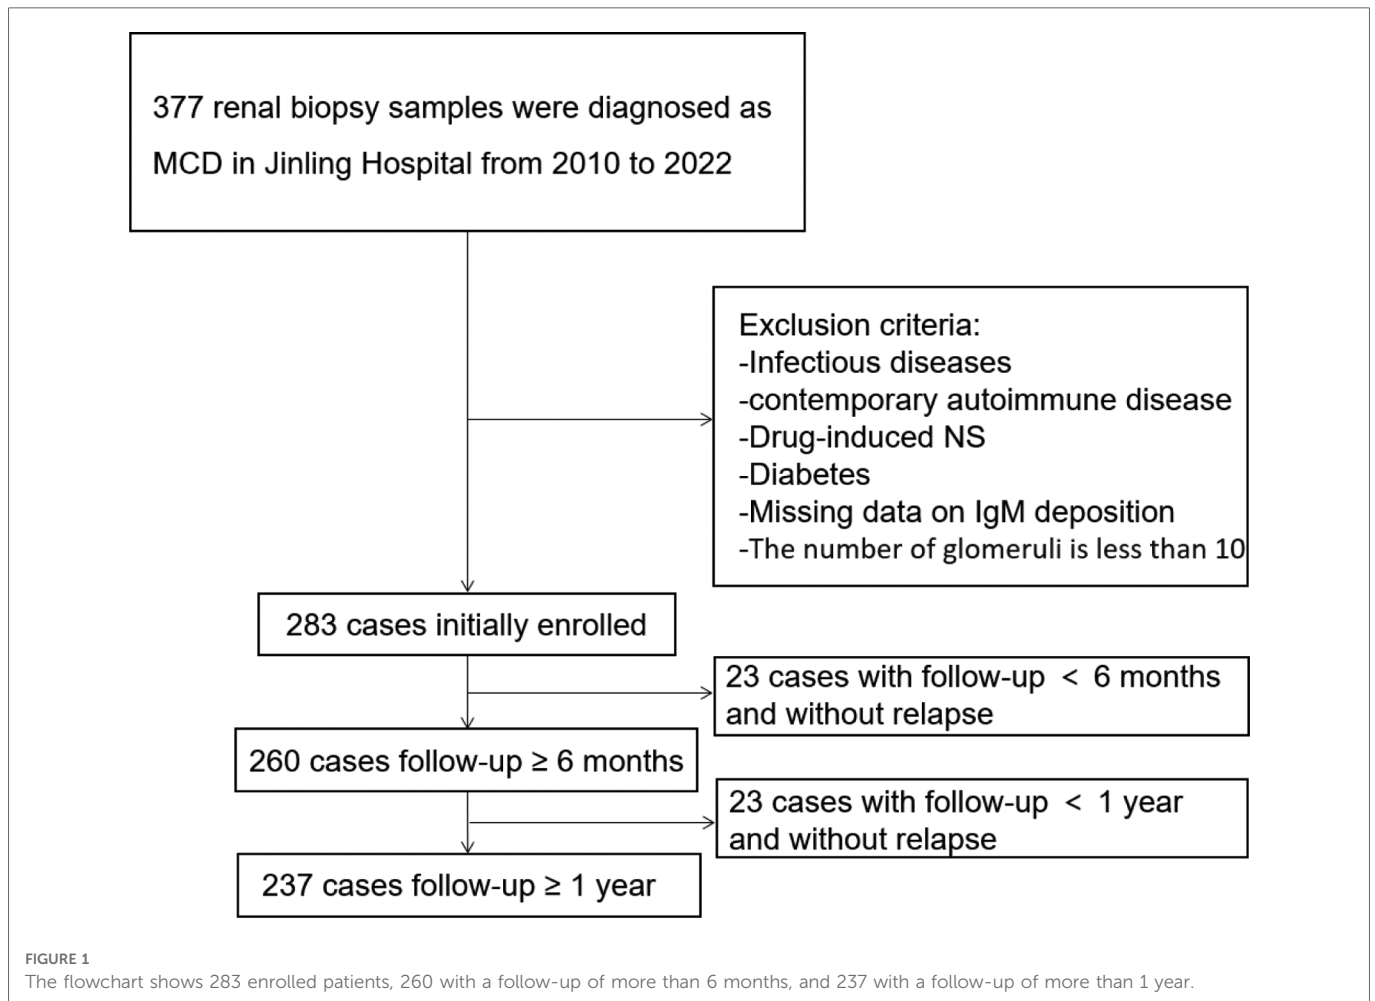 377 renal biopsy samples were diagnosed as
MCD in Jinling Hospital from 2010 to 2022
Exclusion criteria:
-Infectious diseases
-contemporary autoimmune disease
-Drug-induced NS
-Diabetes
-Missing data on IgM deposition
-The number of glomeruli is less than 10
283 cases initially enrolled
23 cases with follow-up < 6 months
and without relapse
260 cases follow-up ≥ 6 months
23 cases with follow-up < 1 year
and without relapse
237 cases follow-up ≥ 1 year
FIGURE 1
The flowchart shows 283 enrolled patients, 260 with a follow-up of more than 6 months, and 237 with a follow-up of more than 1 year.